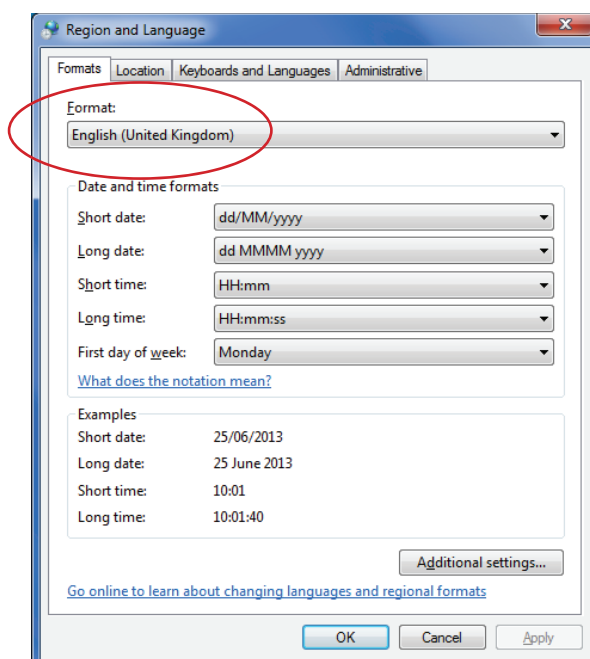 Region and Language
Formats Location Keyboards and Languages Administrative
Format:
English (United Kingdom)
Date and time formats
Short date: dd/MM/yyyy
Long date: dd MMMM yyyy
Short time: HH:mm
Long time: HH:mm:ss
First day of week: Monday
What does the notation mean?
Examples
Short date: 25/06/2013
Long date: 25 June 2013
Short time: 10:01
Long time: 10:01:40
Additional settings...
Go online to learn about changing languages and regional formats
OK Cancel Apply